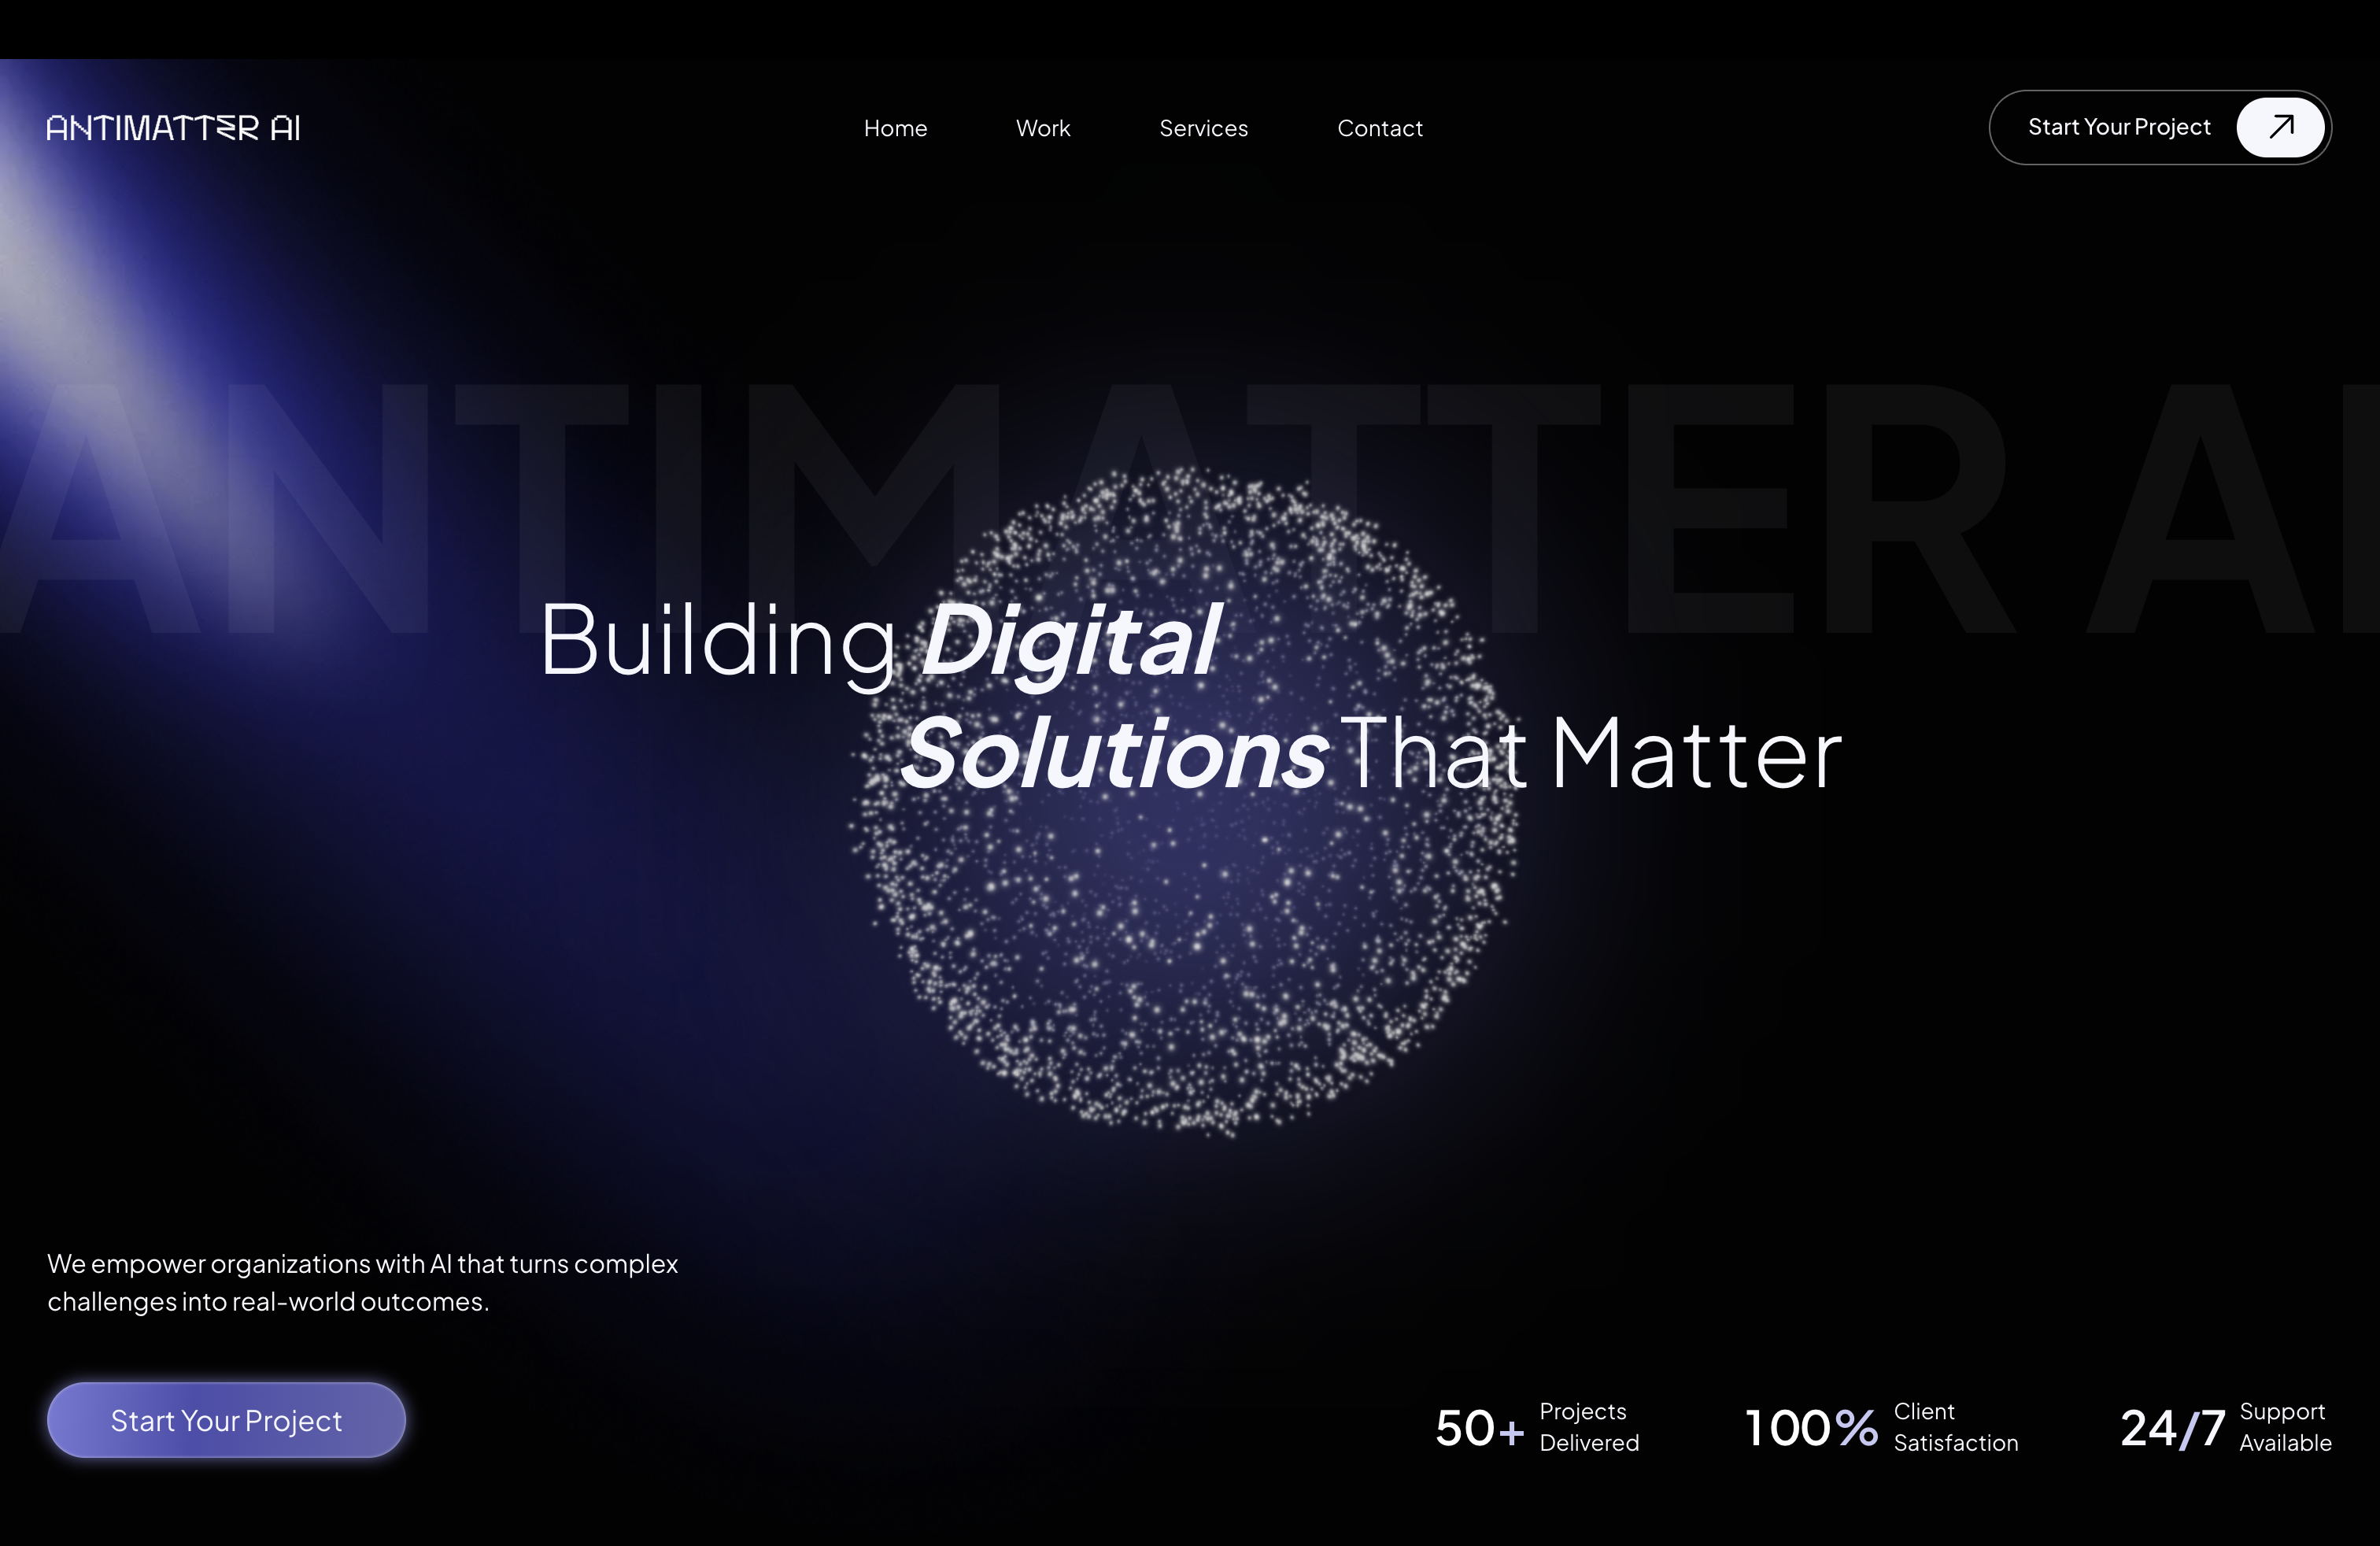 ANTIMATTER AI
Home
Work
Services
Contact
Start Your Project
ANTIMATTER AI
Building Digital
Solutions That Matter
We empower organizations with AI that turns complex
challenges into real-world outcomes.
Start Your Project
50+ Projects
Delivered
100% Client
Satisfaction
24/7 Support
Available